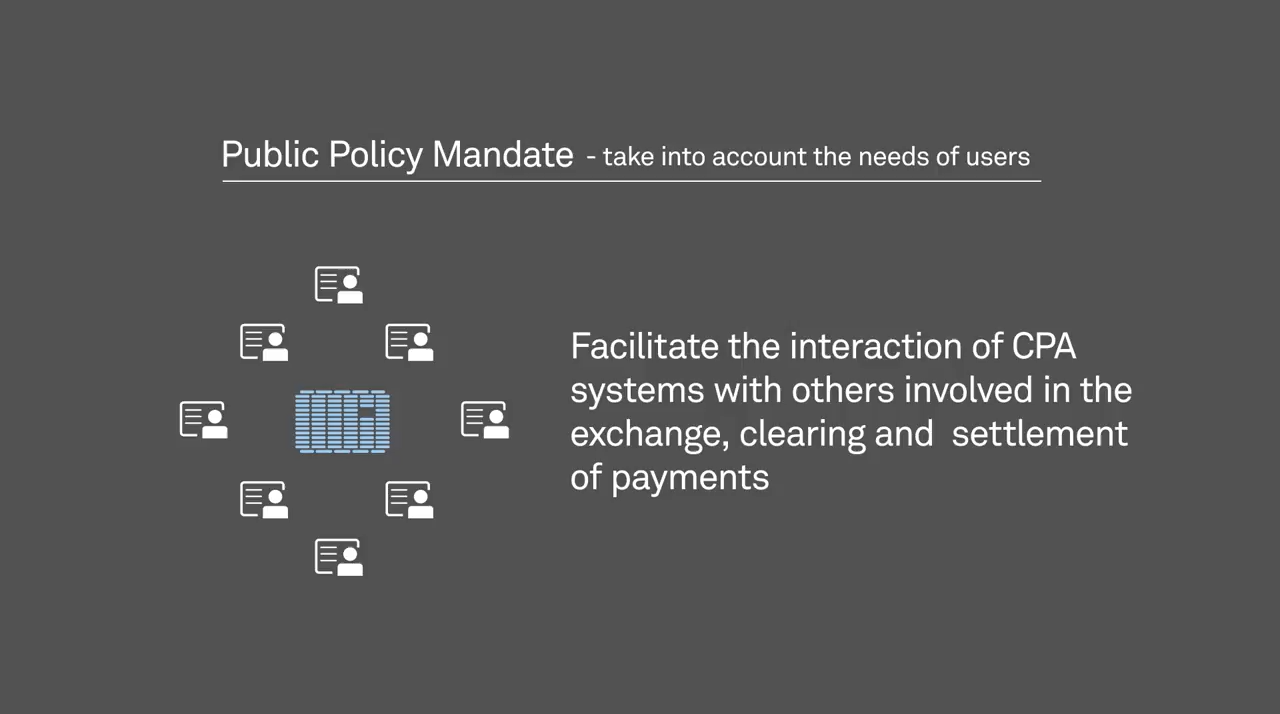 Public Policy Mandate - take into account the needs of users
Facilitate the interaction of CPA
systems with others involved in the
exchange, clearing and settlement
of payments